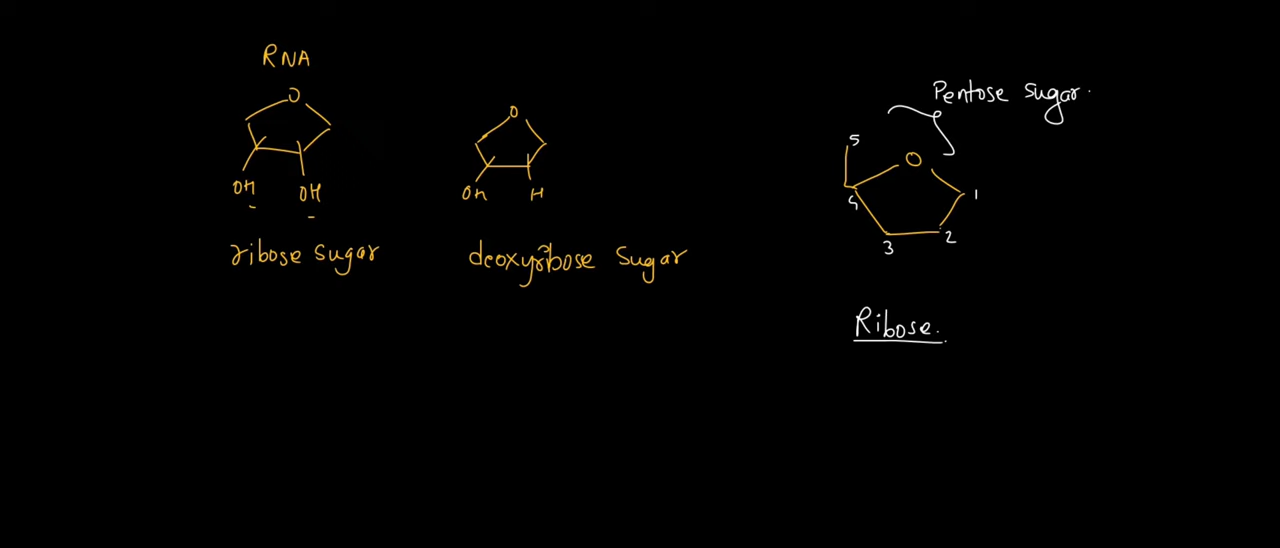 RNA
O
OH OH
ribose sugar
O
OH H
deoxyribose sugar
Pentose sugar.
5
O
4
1
3
2
Ribose.